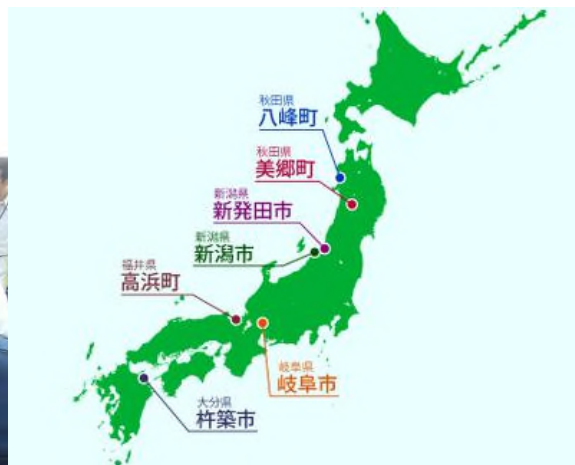 秋田県
八峰町
秋田県
美郷町
新潟県
新発田市
新潟県
新潟市
福井県
高浜町
岐阜県
岐阜市
大分県
杵築市